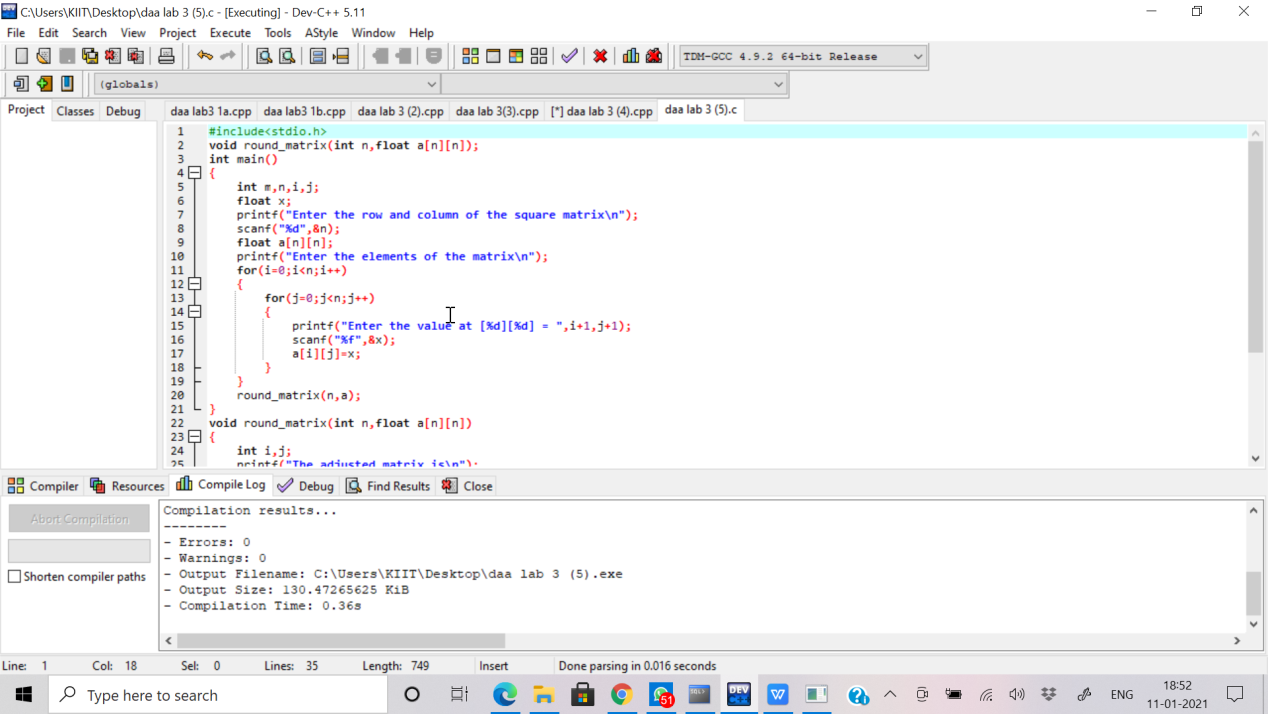 C:\Users\KIIT\Desktop\daa lab 3 (5).c - [Executing] - Dev-C++ 5.11
File Edit Search View Project Execute Tools AStyle Window Help
TDM-GCC 4.9.2 64-bit Release
(globals)
Project Classes Debug daa lab3 1a.cpp daa lab3 1b.cpp daa lab 3 (2).cpp daa lab 3(3).cpp [*] daa lab 3 (4).cpp daa lab 3 (5).c
1 #include<stdio.h>
2 void round_matrix(int n,float a[n][n]);
3 int main()
4 {
5 int m,n,i,j;
6 float x;
7 printf("Enter the row and column of the square matrix\n");
8 scanf("%d",&n);
9 float a[n][n];
10 printf("Enter the elements of the matrix\n");
11 for(i=0;i<n;i++)
12 {
13 for(j=0;j<n;j++)
14 {
15 printf("Enter the value at [%d][%d] = ",i+1,j+1);
16 scanf("%f",&x);
17 a[i][j]=x;
18 }
19 }
20 round_matrix(n,a);
21 }
22 void round_matrix(int n,float a[n][n])
23 {
24 int i,j;
25 printf("The adjusted matrix is\n");
Compiler Resources Compile Log Debug Find Results Close
Abort Compilation
Shorten compiler paths
Compilation results...
--------
- Errors: 0
- Warnings: 0
- Output Filename: C:\Users\KIIT\Desktop\daa lab 3 (5).exe
- Output Size: 130.47265625 KiB
- Compilation Time: 0.36s
Line: 1 Col: 18 Sel: 0 Lines: 35 Length: 749 Insert Done parsing in 0.016 seconds
Type here to search
51
DEV
W
ENG
18:52
11-01-2021